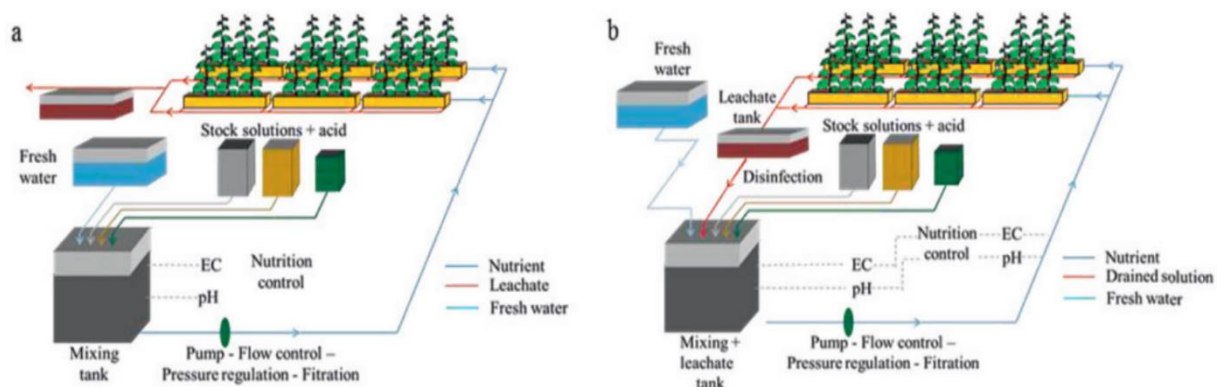 a
Stock solutions + acid
Fresh
water
EC
Nutrition
control
pH
Nutrient
Leachate
Fresh water
Mixing
tank
Pump - Flow control –
Pressure regulation - Fitration
b
Fresh
water
Leachate
tank
Stock solutions + acid
Disinfection
Nutrition
control
EC
pH
EC
pH
Nutrient
Drained solution
Fresh water
Mixing +
leachate
tank
Pump - Flow control –
Pressure regulation - Fitration